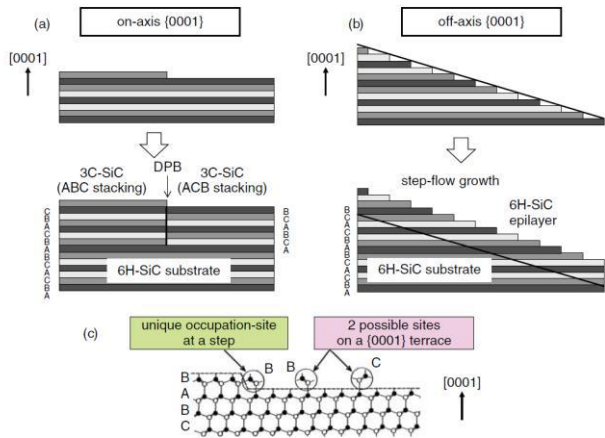 (a)
on-axis {0001}
[0001]
3C-SiC
(ABC stacking)
DPB
3C-SiC
(ACB stacking)
6H-SiC substrate
(b)
off-axis {0001}
[0001]
step-flow growth
6H-SiC
epilayer
6H-SiC substrate
(c)
unique occupation-site
at a step
2 possible sites
on a {0001} terrace
B
B
C
B
A
B
C
[0001]